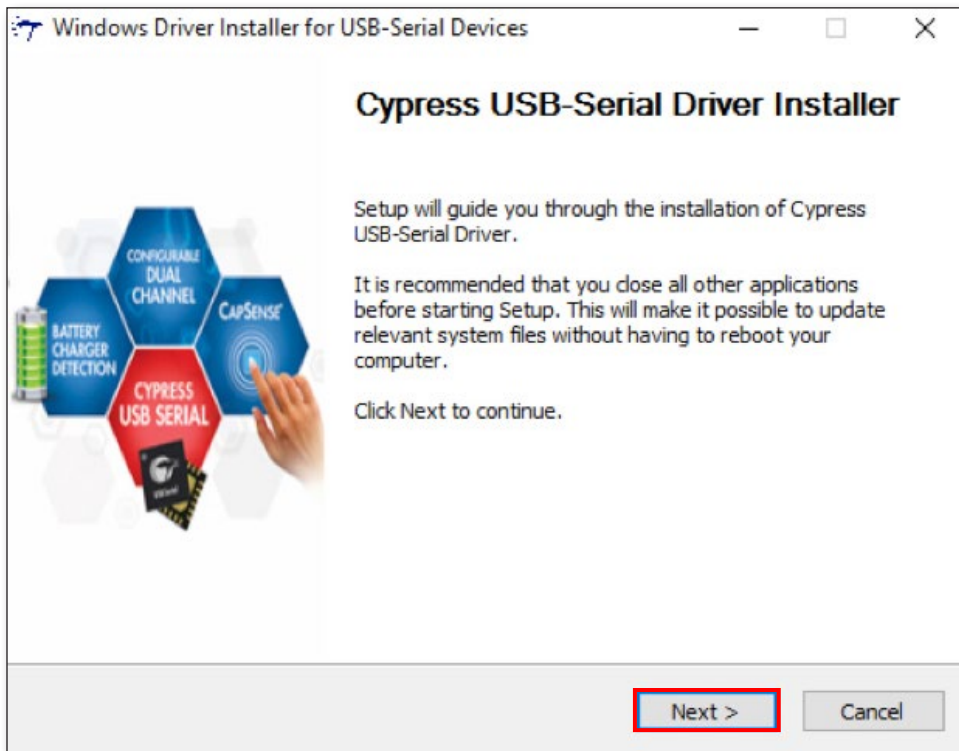 Windows Driver Installer for USB-Serial Devices
Cypress USB-Serial Driver Installer
Setup will guide you through the installation of Cypress
USB-Serial Driver.
It is recommended that you close all other applications
before starting Setup. This will make it possible to update
relevant system files without having to reboot your
computer.
Click Next to continue.
CONFIGURABLE
DUAL
CHANNEL
CAPSENSE
BATTERY
CHARGER
DETECTION
CYPRESS
USB SERIAL
Next >
Cancel